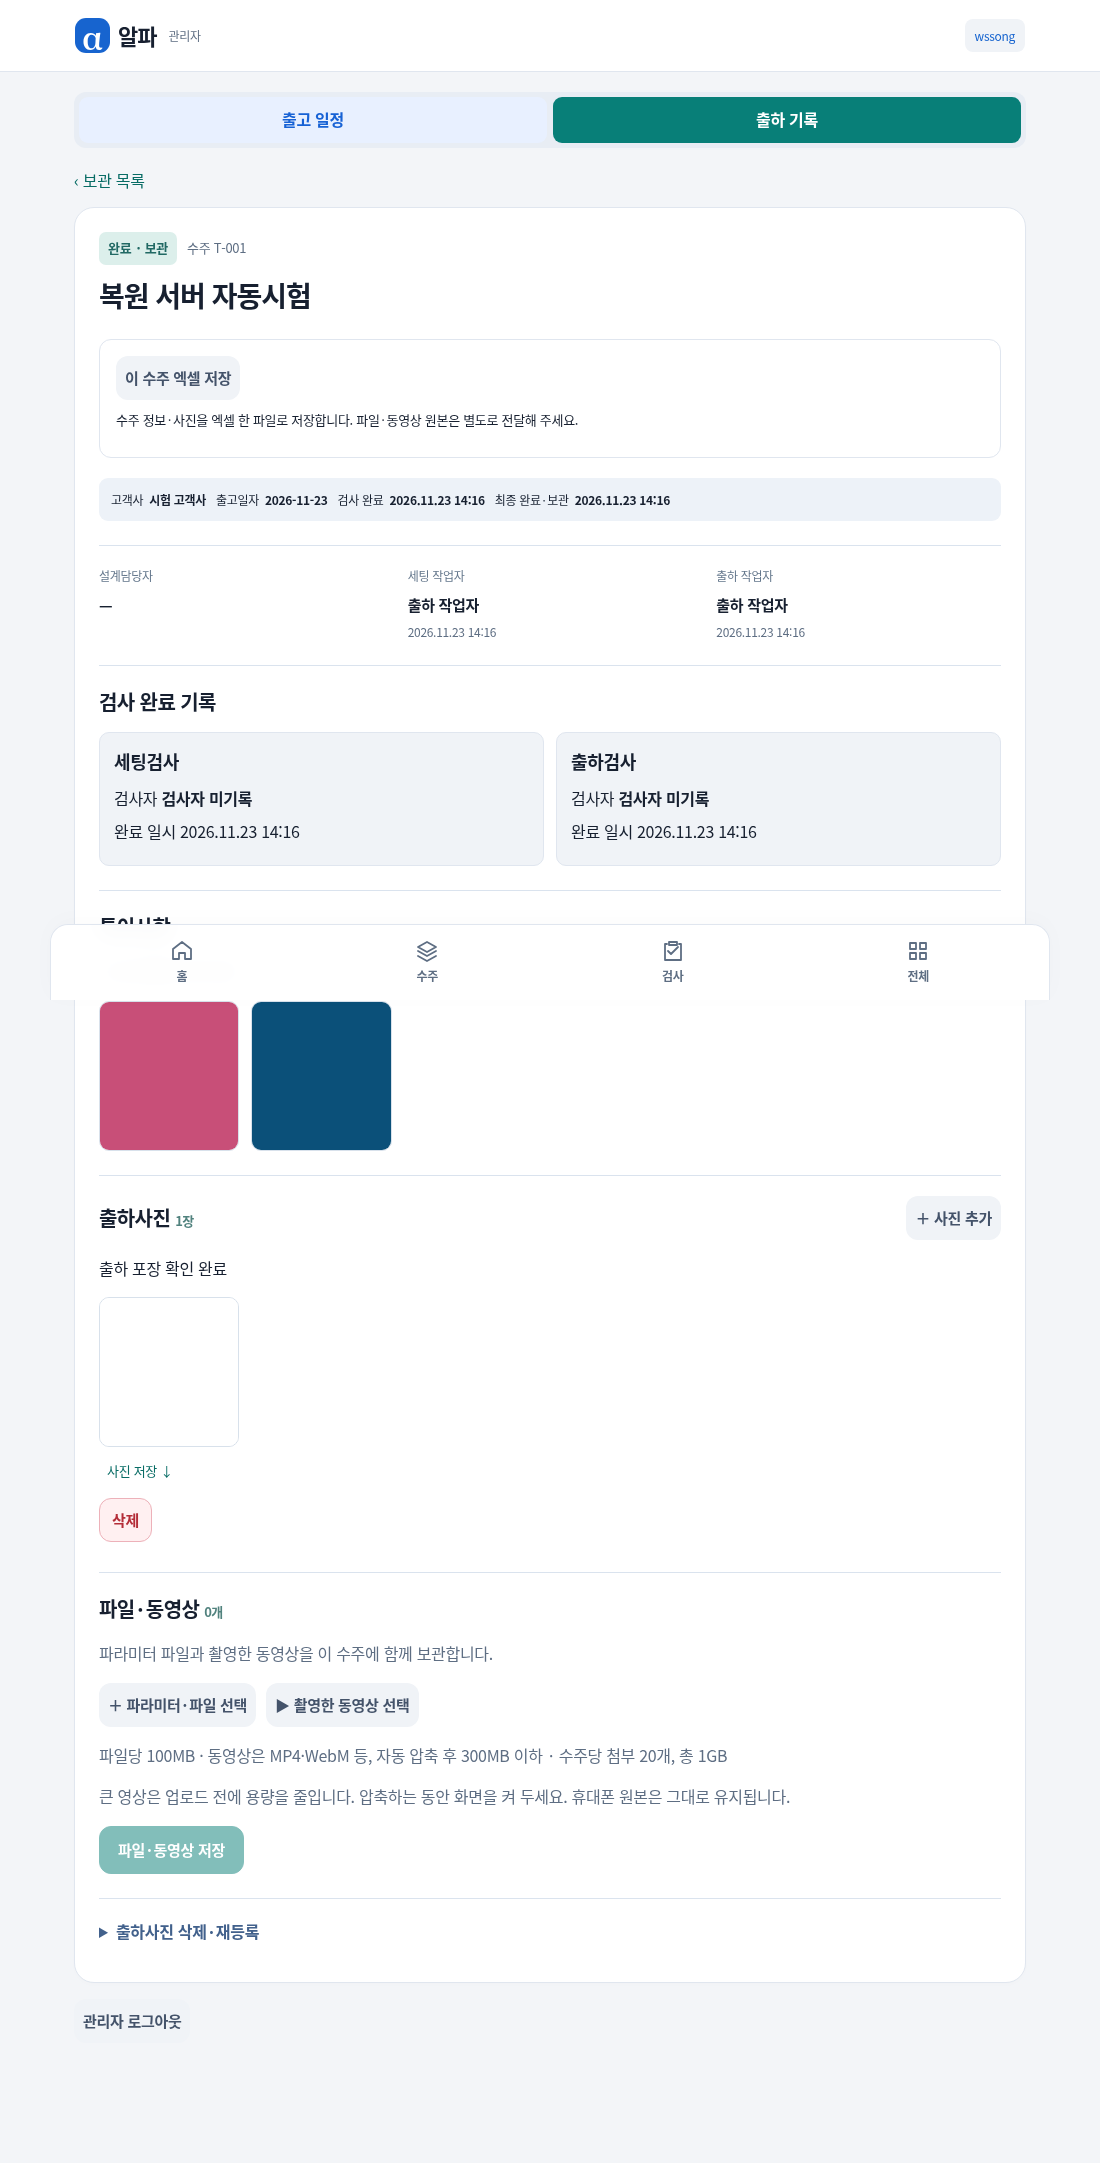 α 알파 관리자
wssong
출고 일정
출하 기록
‹ 보관 목록
완료 · 보관 수주 T-001
복원 서버 자동시험
이 수주 엑셀 저장
수주 정보·사진을 엑셀 한 파일로 저장합니다. 파일·동영상 원본은 별도로 전달해 주세요.
고객사 시험 고객사 출고일자 2026-11-23 검사 완료 2026.11.23 14:16 최종 완료·보관 2026.11.23 14:16
설계담당자
—
세팅 작업자
출하 작업자
2026.11.23 14:16
출하 작업자
출하 작업자
2026.11.23 14:16
검사 완료 기록
세팅검사
검사자 검사자 미기록
완료 일시 2026.11.23 14:16
출하검사
검사자 검사자 미기록
완료 일시 2026.11.23 14:16
홈
수주
검사
전체
출하사진 1장
+ 사진 추가
출하 포장 확인 완료
사진 저장 ↓
삭제
파일·동영상 0개
파라미터 파일과 촬영한 동영상을 이 수주에 함께 보관합니다.
+ 파라미터·파일 선택
▶ 촬영한 동영상 선택
파일당 100MB · 동영상은 MP4·WebM 등, 자동 압축 후 300MB 이하 · 수주당 첨부 20개, 총 1GB
큰 영상은 업로드 전에 용량을 줄입니다. 압축하는 동안 화면을 켜 두세요. 휴대폰 원본은 그대로 유지됩니다.
파일·동영상 저장
▶ 출하사진 삭제·재등록
관리자 로그아웃